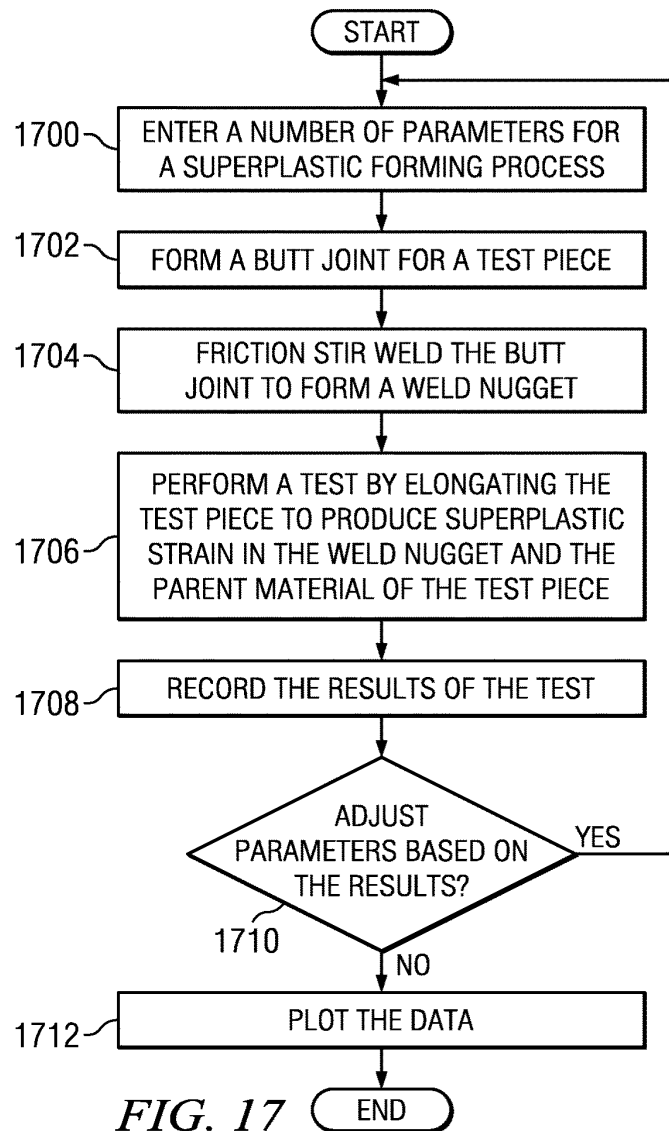 START
1700
ENTER A NUMBER OF PARAMETERS FOR
A SUPERPLASTIC FORMING PROCESS
1702
FORM A BUTT JOINT FOR A TEST PIECE
1704
FRICTION STIR WELD THE BUTT
JOINT TO FORM A WELD NUGGET
1706
PERFORM A TEST BY ELONGATING THE
TEST PIECE TO PRODUCE SUPERPLASTIC
STRAIN IN THE WELD NUGGET AND THE
PARENT MATERIAL OF THE TEST PIECE
1708
RECORD THE RESULTS OF THE TEST
ADJUST
PARAMETERS BASED ON
THE RESULTS?
YES
1710
NO
1712
PLOT THE DATA
FIG. 17
END